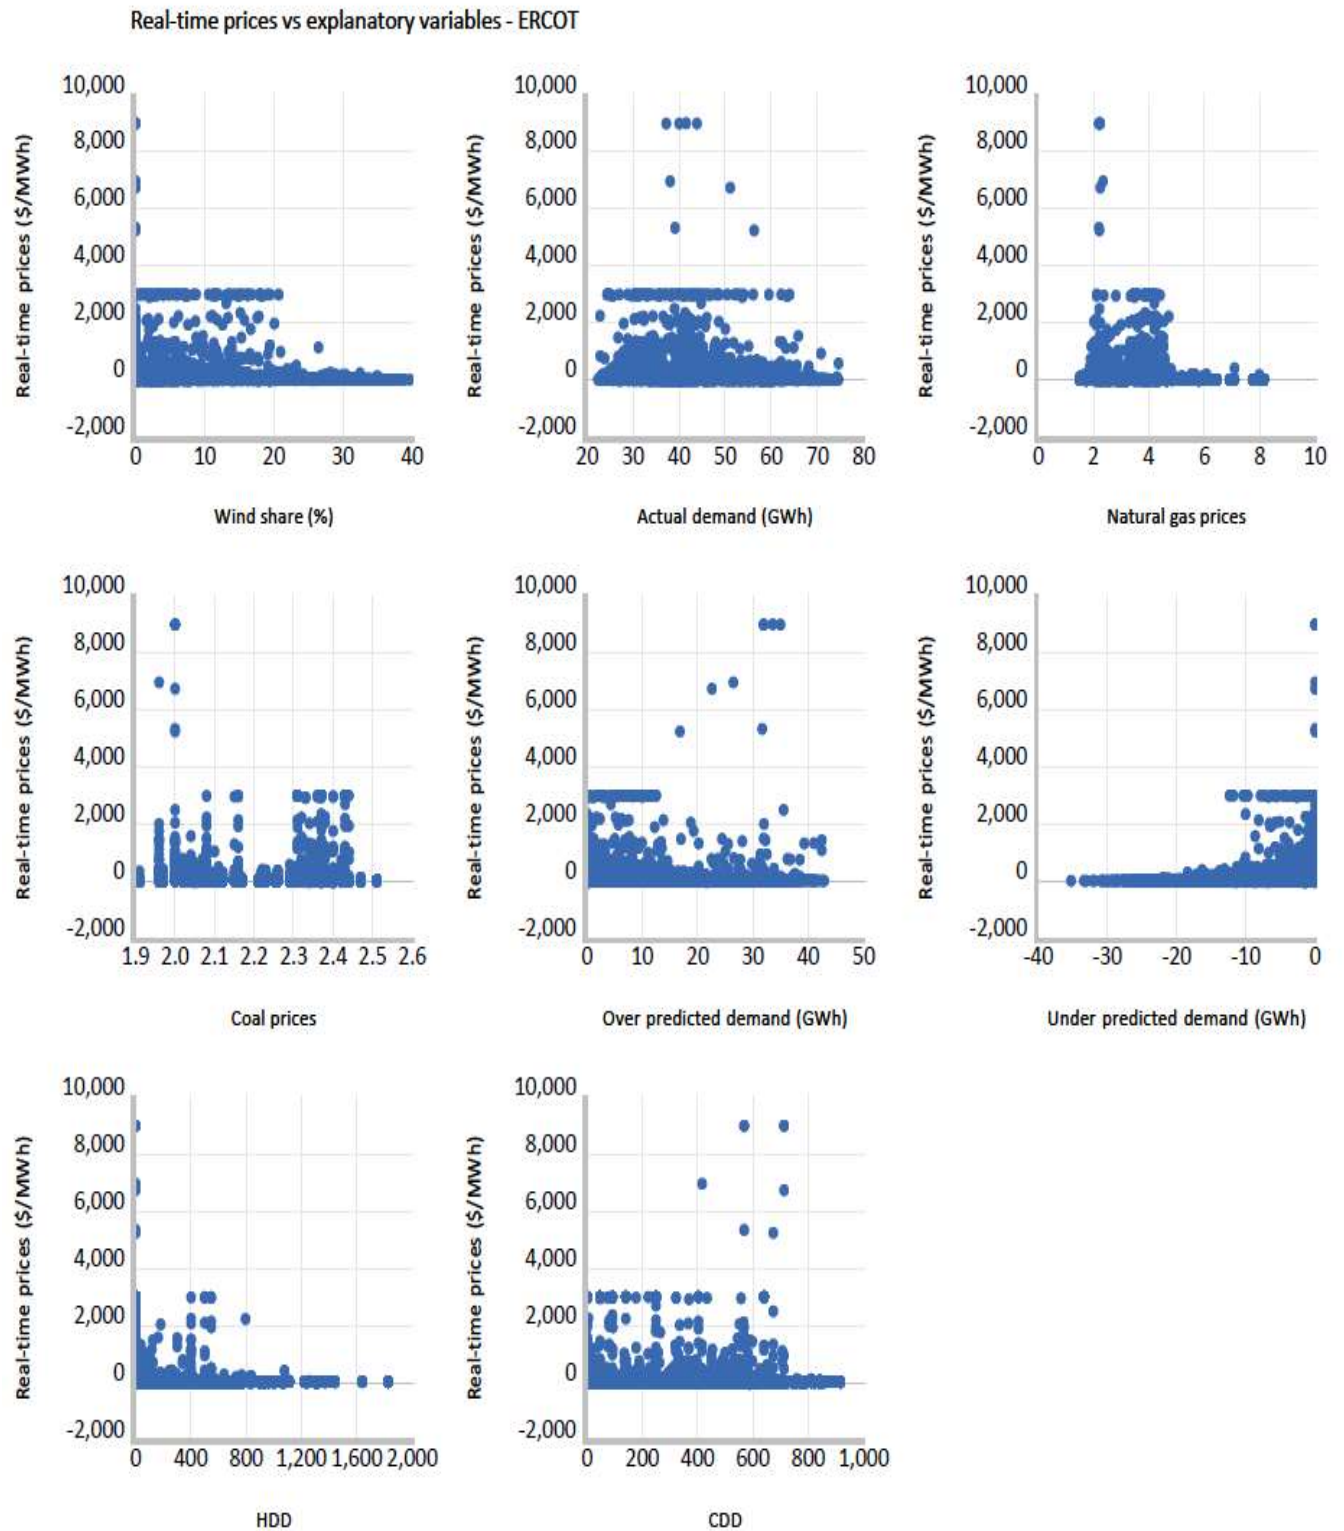 Real-time prices vs explanatory variables - ERCOT
Real-time prices ($/MWh)
10,000
8,000
6,000
4,000
2,000
0
-2,000
0 10 20 30 40
Wind share (%)
Real-time prices ($/MWh)
10,000
8,000
6,000
4,000
2,000
0
-2,000
20 30 40 50 60 70 80
Actual demand (GWh)
Real-time prices ($/MWh)
10,000
8,000
6,000
4,000
2,000
0
-2,000
0 2 4 6 8 10
Natural gas prices
Real-time prices ($/MWh)
10,000
8,000
6,000
4,000
2,000
0
-2,000
1.9 2.0 2.1 2.2 2.3 2.4 2.5 2.6
Coal prices
Real-time prices ($/MWh)
10,000
8,000
6,000
4,000
2,000
0
-2,000
0 10 20 30 40 50
Over predicted demand (GWh)
Real-time prices ($/MWh)
10,000
8,000
6,000
4,000
2,000
0
-2,000
-40 -30 -20 -10 0
Under predicted demand (GWh)
Real-time prices ($/MWh)
10,000
8,000
6,000
4,000
2,000
0
-2,000
0 400 800 1,200 1,600 2,000
HDD
Real-time prices ($/MWh)
10,000
8,000
6,000
4,000
2,000
0
-2,000
0 200 400 600 800 1,000
CDD